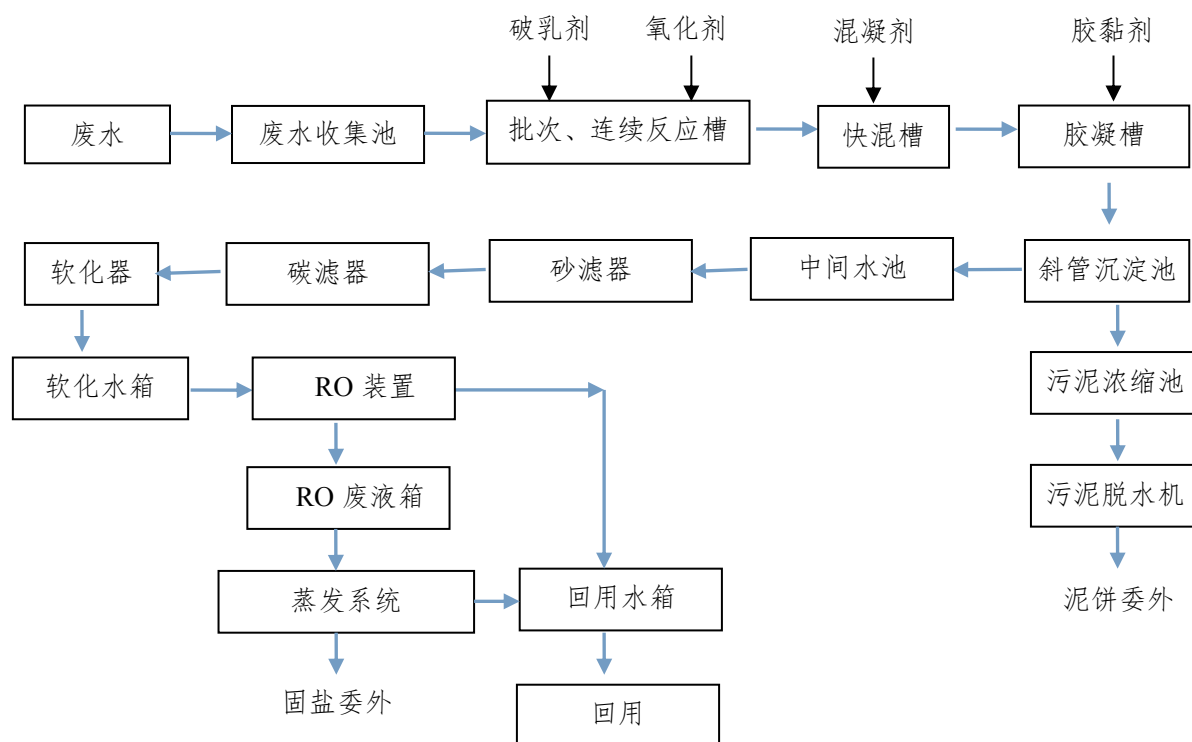 破乳剂
氧化剂
混凝剂
胶黏剂
废水
废水收集池
批次、连续反应槽
快混槽
胶凝槽
软化器
碳滤器
砂滤器
中间水池
斜管沉淀池
软化水箱
RO 装置
污泥浓缩池
RO 废液箱
污泥脱水机
蒸发系统
回用水箱
泥饼委外
固盐委外
回用